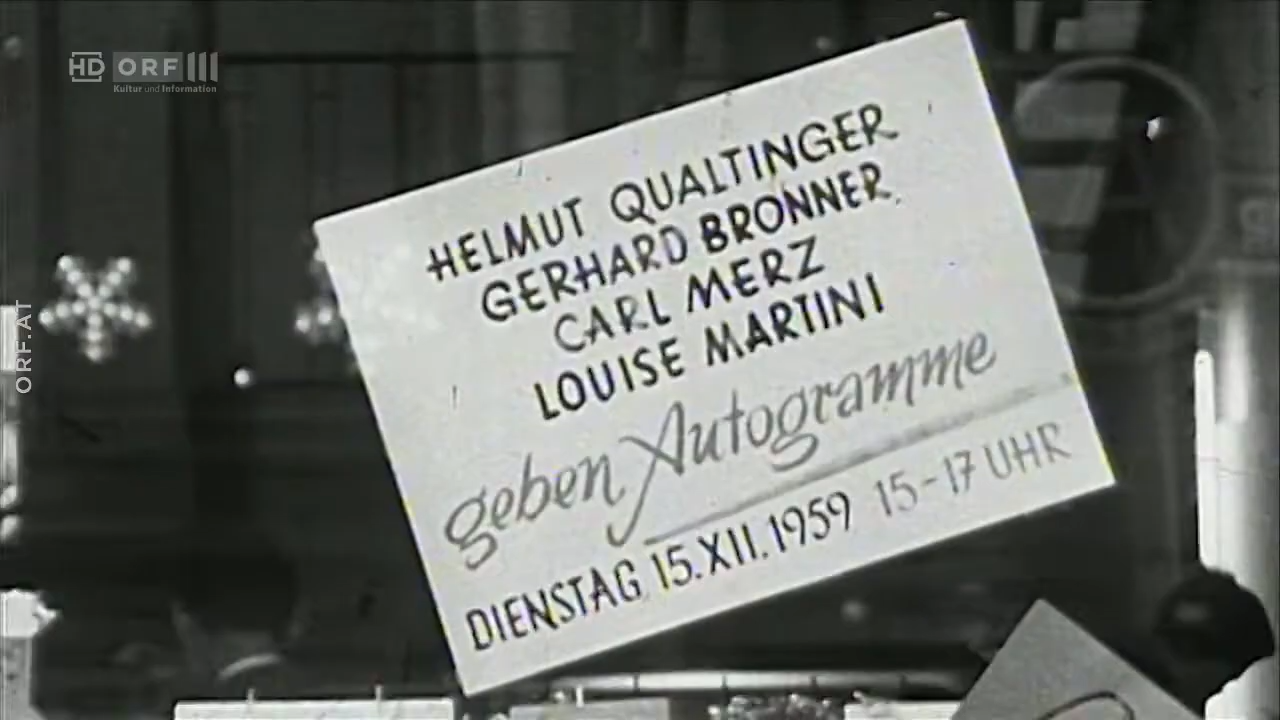 HD ORF III
Kultur und Information
HELMUT QUALTINGER
GERHARD BRONNER
CARL MERZ
LOUISE MARTINI
geben Autogramme
DIENSTAG 15.XII.1959 15-17 UHR
ORF.AT